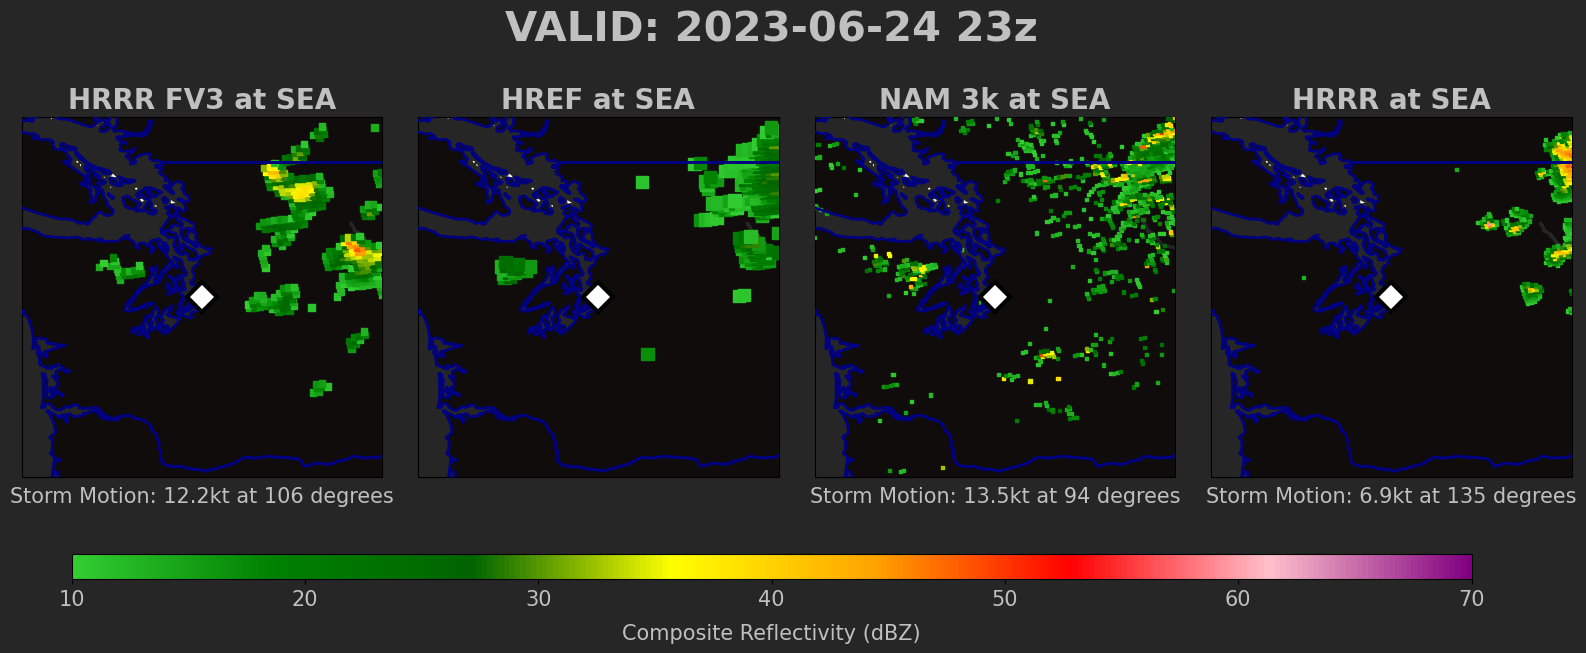 VALID: 2023-06-24 23z
HRRR FV3 at SEA
HREF at SEA
NAM 3k at SEA
HRRR at SEA
Storm Motion: 12.2kt at 106 degrees
Storm Motion: 13.5kt at 94 degrees
Storm Motion: 6.9kt at 135 degrees
10 20 30 40 50 60 70
Composite Reflectivity (dBZ)